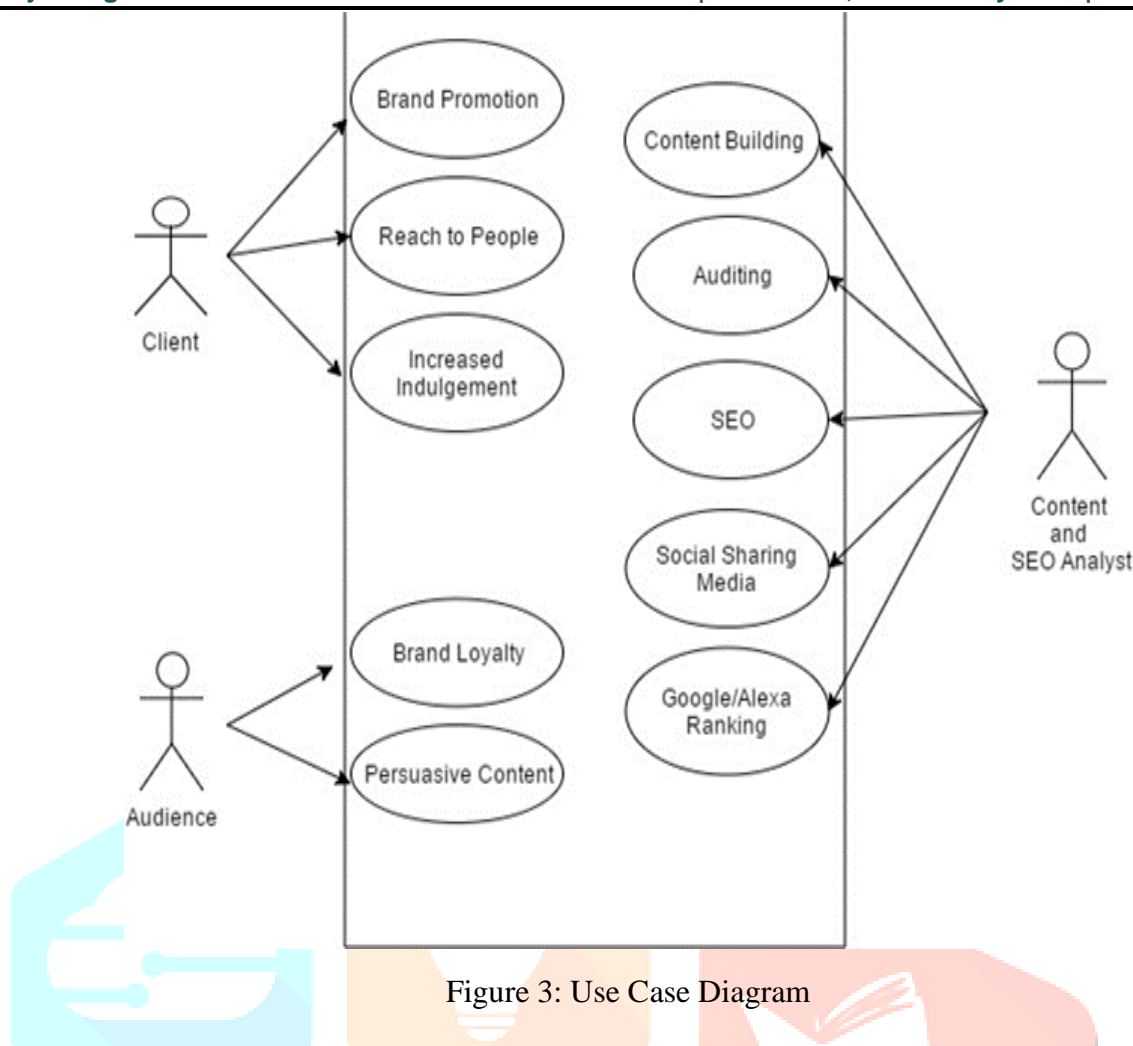 Brand Promotion
Content Building
Reach to People
Auditing
Client
Increased
Indulgement
SEO
Content
and
SEO Analyst
Social Sharing
Media
Brand Loyalty
Google/Alexa
Ranking
Persuasive Content
Audience
Figure 3: Use Case Diagram